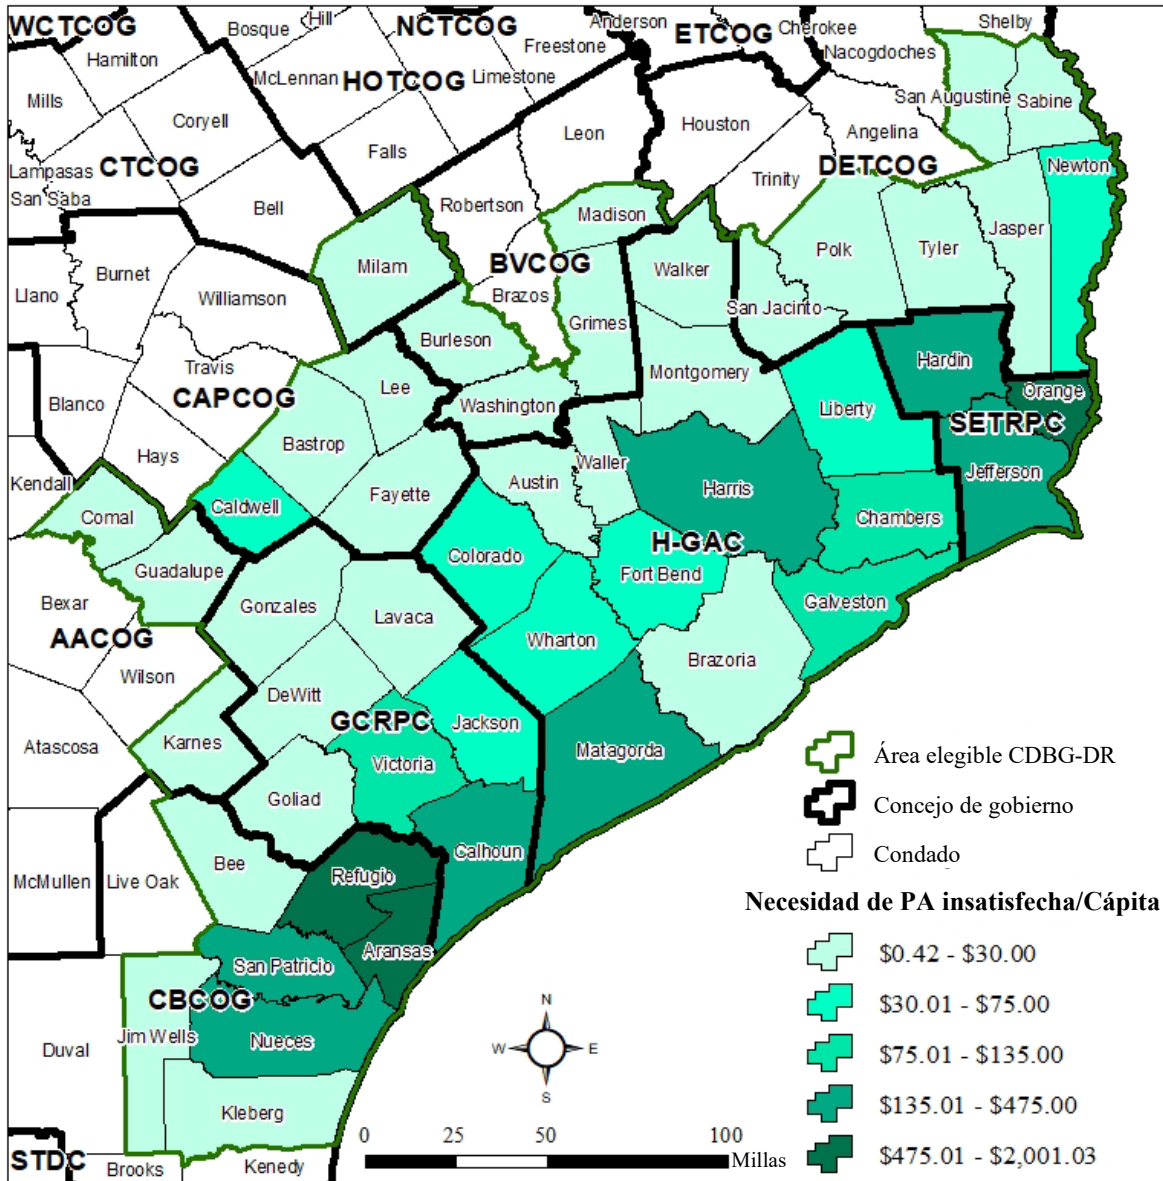 WCTCOG
Bosque
Hill
NCTCOG
Anderson
ETCOG
Cherokee
Shelby
Hamilton
Freestone
Nacogdoches
McLennan
HOTCOG
Limestone
Mills
San Augustine
Sabine
Coryell
Leon
Houston
Angelina
Falls
Lampasas
CTCOG
DETCOG
Newton
San Saba
Trinity
Bell
Robertson
Madison
Jasper
Polk
Tyler
Burnet
Milam
BVCOG
Walker
Llano
Williamson
Brazos
San Jacinto
Grimes
Burleson
Travis
Hardin
Montgomery
Lee
Orange
Blanco
CAPCOG
Washington
Liberty
SETRPC
Bastrop
Hays
Waller
Jefferson
Kendall
Austin
Harris
Fayette
Caldwell
Comal
Chambers
H-GAC
Colorado
Guadalupe
Fort Bend
Bexar
Gonzales
Galveston
Lavaca
AACOG
Wharton
Brazoria
Wilson
DeWitt
GCRPC
Jackson
Karnes
Atascosa
Matagorda
Victoria
Goliad
Calhoun
Bee
McMullen
Live Oak
Refugio
Aransas
San Patricio
CBCOG
Jim Wells
Nueces
Duval
Kleberg
STDC
Brooks
Kenedy
N
W
E
S
0
25
50
100
Millas
Área elegible CDBG-DR
Concejo de gobierno
Condado
Necesidad de PA insatisfecha/Cápita
$0.42 - $30.00
$30.01 - $75.00
$75.01 - $135.00
$135.01 - $475.00
$475.01 - $2,001.03